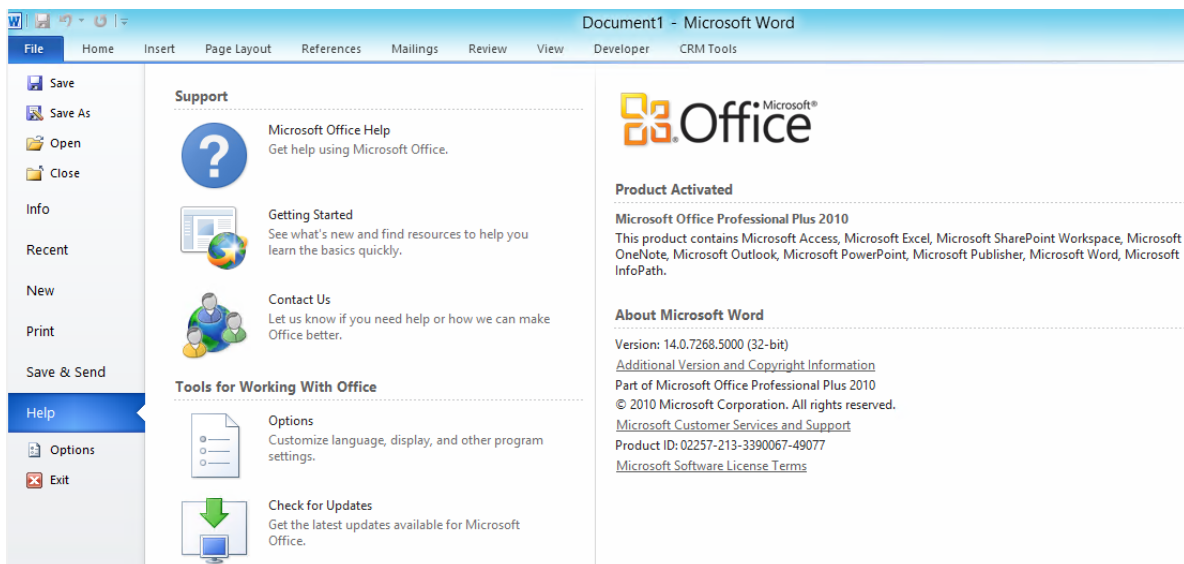 Document1 - Microsoft Word
File Home Insert Page Layout References Mailings Review View Developer CRM Tools
Save
Save As
Open
Close
Info
Recent
New
Print
Save & Send
Help
Options
Exit
Support
Microsoft Office Help
Get help using Microsoft Office.
Getting Started
See what's new and find resources to help you
learn the basics quickly.
Contact Us
Let us know if you need help or how we can make
Office better.
Tools for Working With Office
Options
Customize language, display, and other program
settings.
Check for Updates
Get the latest updates available for Microsoft
Office.
Microsoft®
Office
Product Activated
Microsoft Office Professional Plus 2010
This product contains Microsoft Access, Microsoft Excel, Microsoft SharePoint Workspace, Microsoft
OneNote, Microsoft Outlook, Microsoft PowerPoint, Microsoft Publisher, Microsoft Word, Microsoft
InfoPath.
About Microsoft Word
Version: 14.0.7268.5000 (32-bit)
Additional Version and Copyright Information
Part of Microsoft Office Professional Plus 2010
© 2010 Microsoft Corporation. All rights reserved.
Microsoft Customer Services and Support
Product ID: 02257-213-3390067-49077
Microsoft Software License Terms